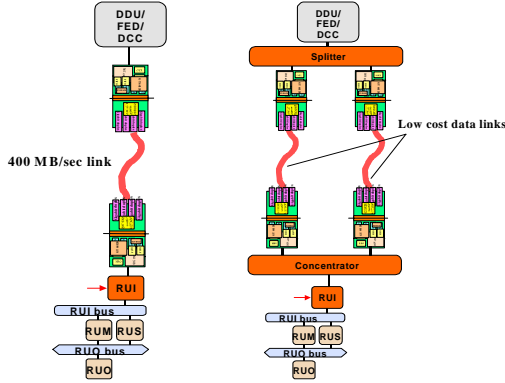 DDU/
FED/
DCC
400 MB/sec link
RUI
RUI bus
RUM
RUS
RUO bus
RUO
DDU/
FED/
DCC
Splitter
Low cost data links
Concentrator
RUI
RUI bus
RUM
RUS
RUO bus
RUO